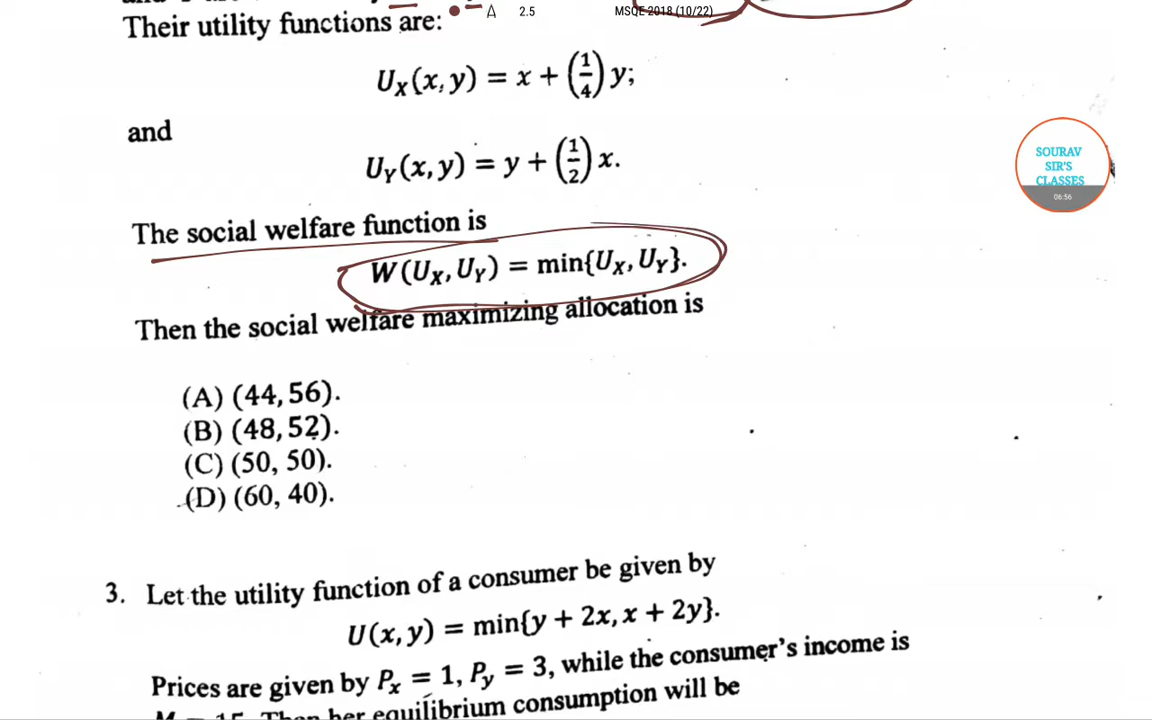 A 2.5 MSQE 2018 (10/22)
Their utility functions are:
U_X(x, y) = x + (1/4) y;
and
U_Y(x, y) = y + (1/2) x.
SOURAV
SIR'S
CLASSES
06:56
The social welfare function is
W(U_X, U_Y) = min{U_X, U_Y}.
Then the social welfare maximizing allocation is
(A) (44, 56).
(B) (48, 52).
(C) (50, 50).
(D) (60, 40).
3. Let the utility function of a consumer be given by
U(x, y) = min{y + 2x, x + 2y}.
Prices are given by P_x = 1, P_y = 3, while the consumer's income is
Then her equilibrium consumption will be